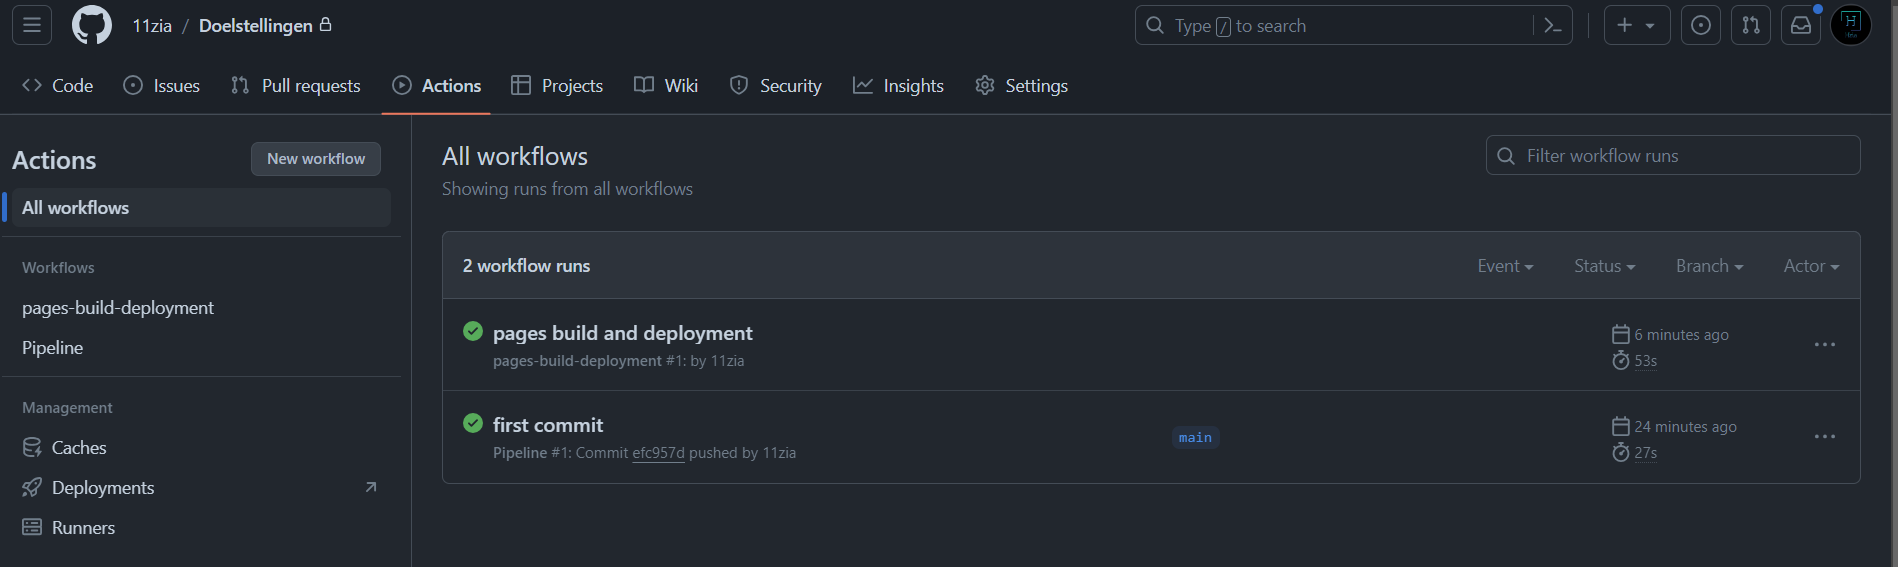 11zia / Doelstellingen
Type / to search
Code
Issues
Pull requests
Actions
Projects
Wiki
Security
Insights
Settings
Actions
New workflow
All workflows
Workflows
pages-build-deployment
Pipeline
Management
Caches
Deployments
Runners
All workflows
Showing runs from all workflows
Filter workflow runs
2 workflow runs
Event
Status
Branch
Actor
pages build and deployment
pages-build-deployment #1: by 11zia
6 minutes ago
53s
first commit
Pipeline #1: Commit efc957d pushed by 11zia
main
24 minutes ago
27s